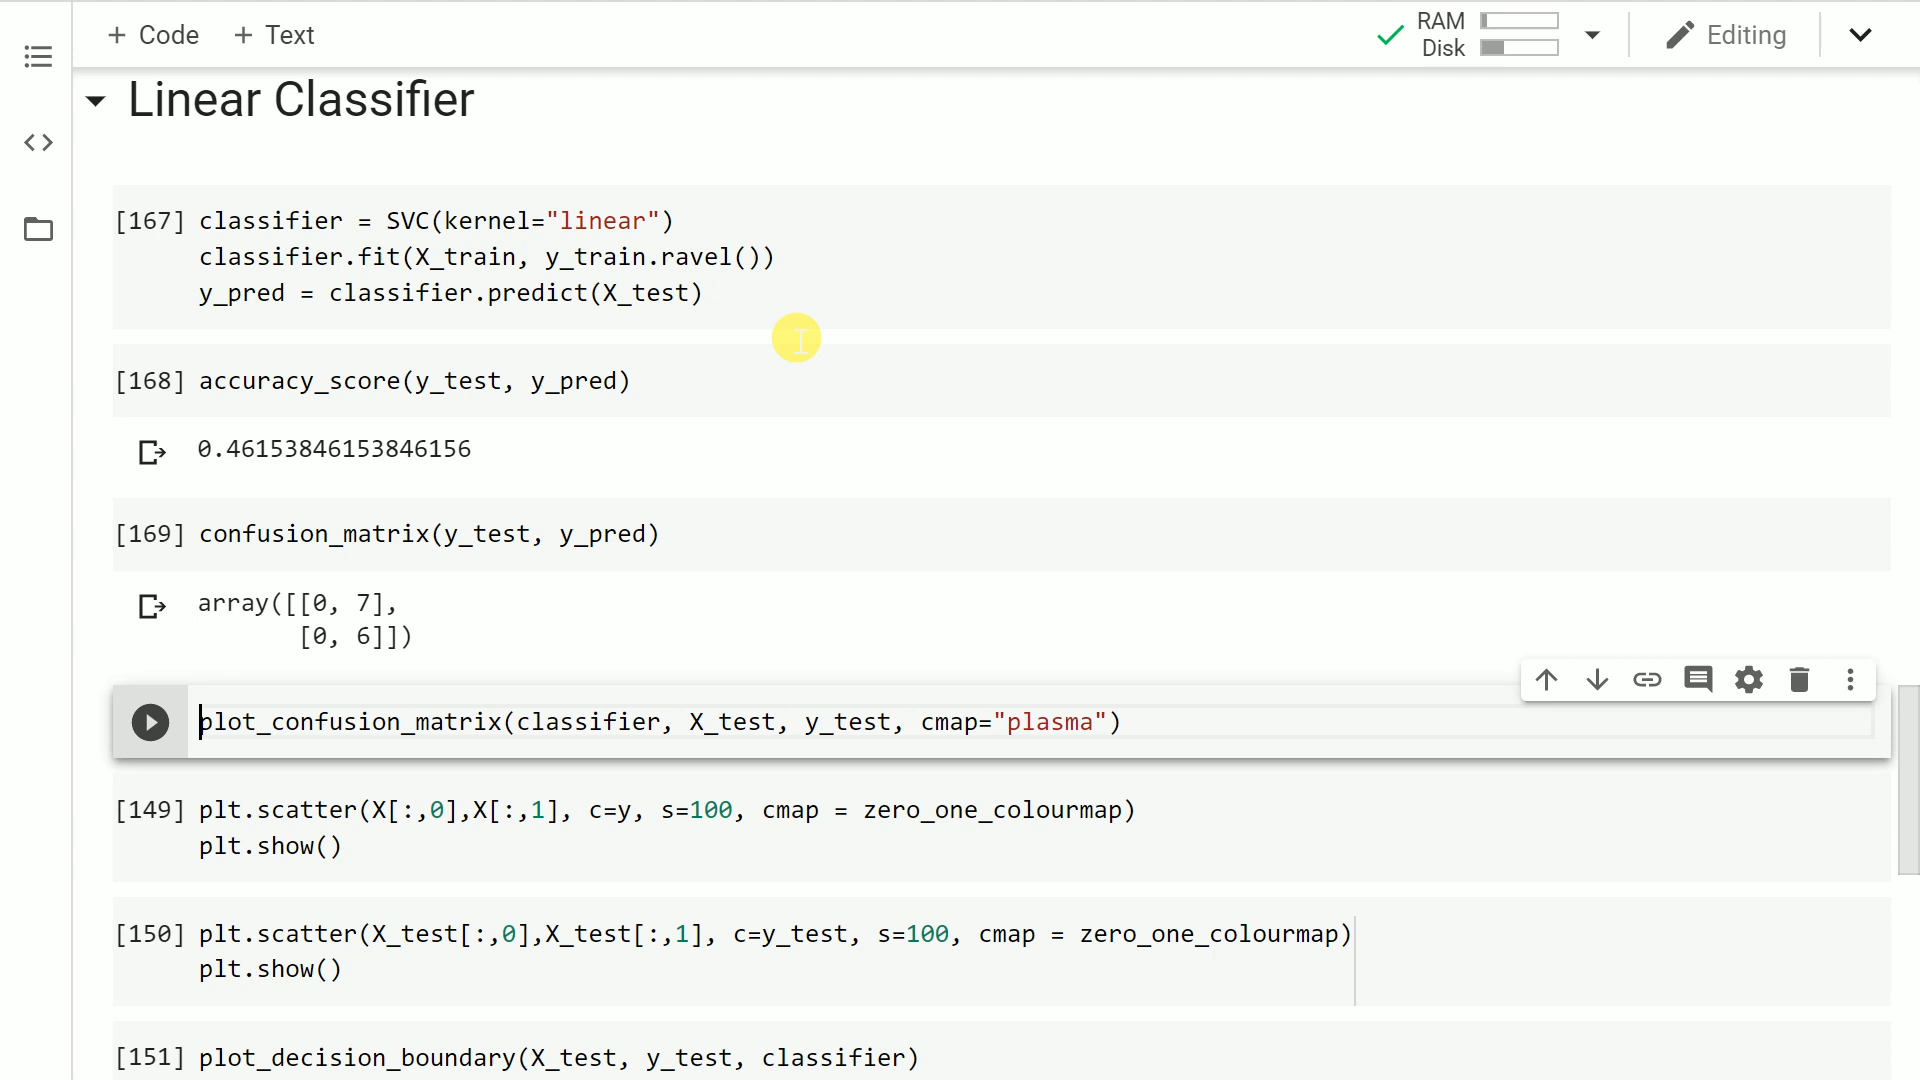 + Code + Text
RAM
Disk
Editing
Linear Classifier
[167] classifier = SVC(kernel="linear")
classifier.fit(X_train, y_train.ravel())
y_pred = classifier.predict(X_test)
[168] accuracy_score(y_test, y_pred)
0.46153846153846156
[169] confusion_matrix(y_test, y_pred)
array([[0, 7],
[0, 6]])
plot_confusion_matrix(classifier, X_test, y_test, cmap="plasma")
[149] plt.scatter(X[:,0],X[:,1], c=y, s=100, cmap = zero_one_colourmap)
plt.show()
[150] plt.scatter(X_test[:,0],X_test[:,1], c=y_test, s=100, cmap = zero_one_colourmap)
plt.show()
[151] plot_decision_boundary(X_test, y_test, classifier)